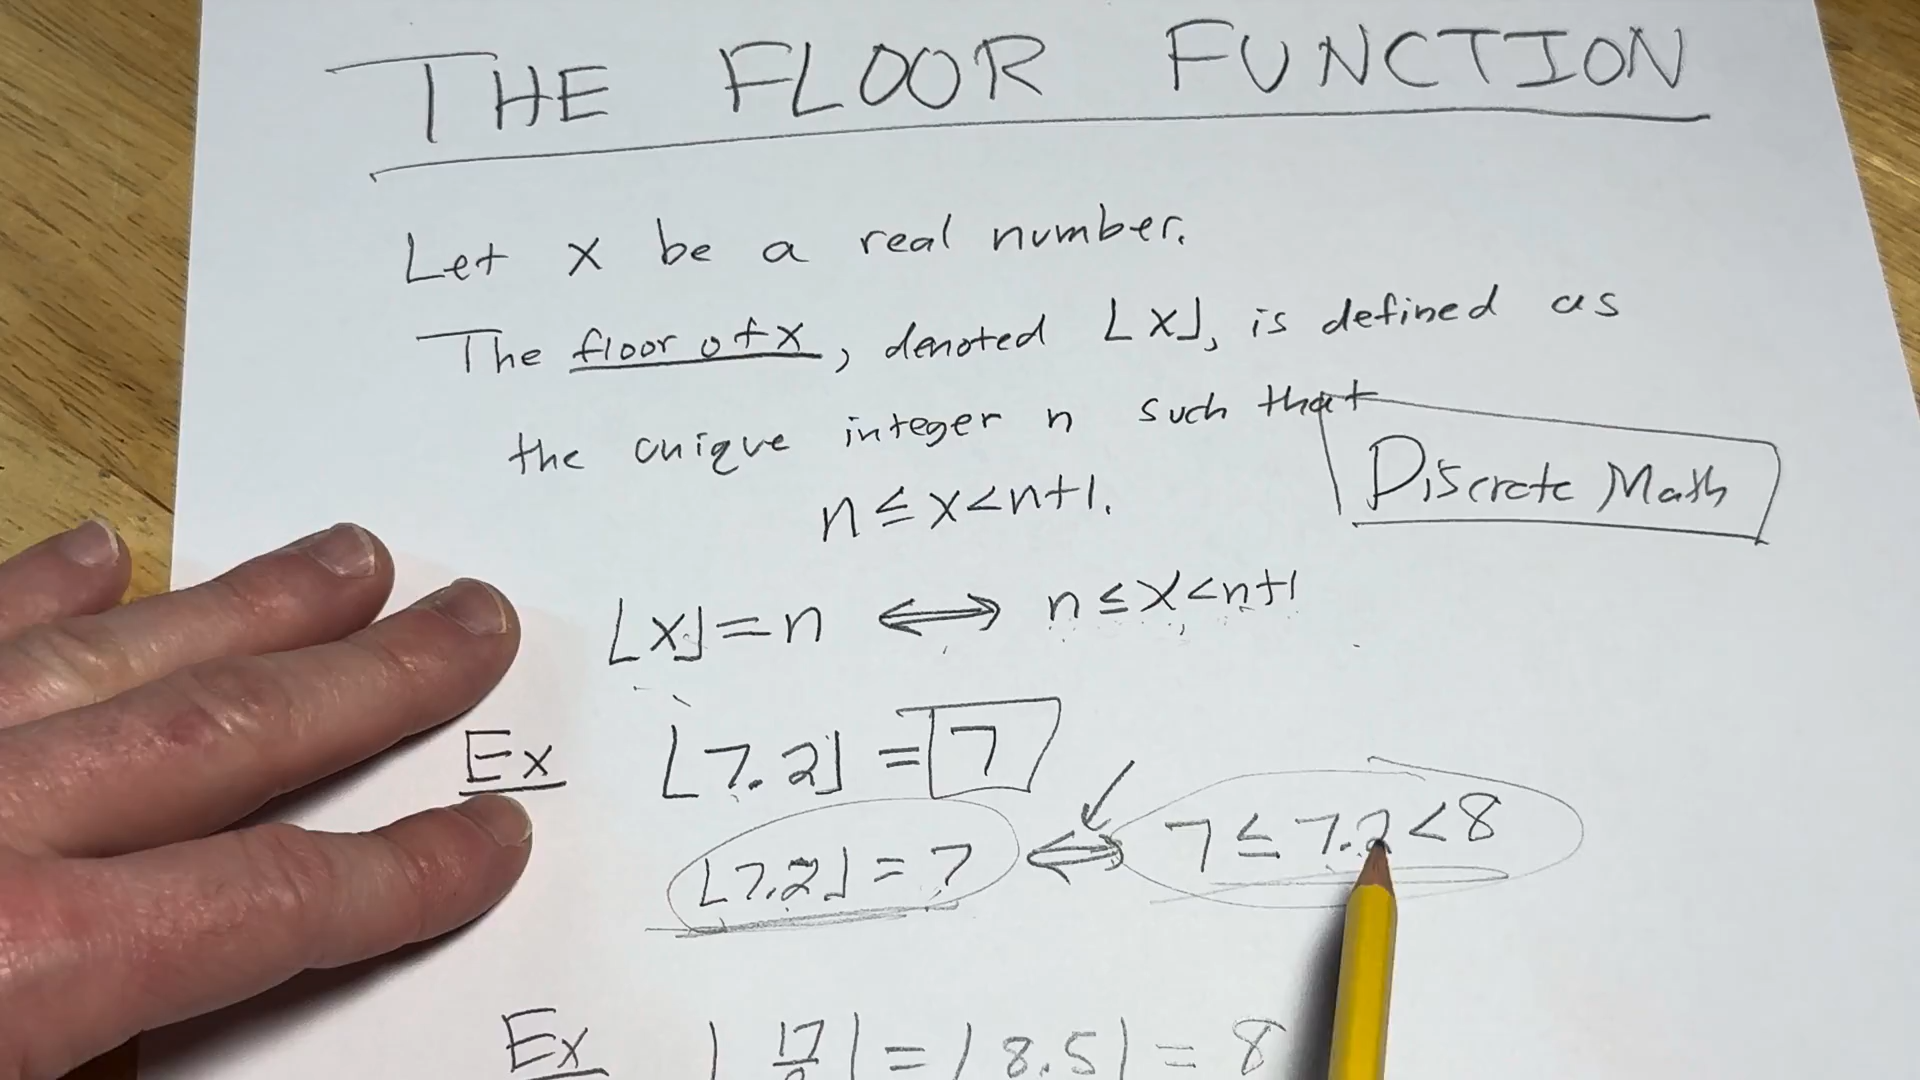 THE FLOOR FUNCTION
Let x be a real number.
The floor of x, denoted ⌊x⌋, is defined as
the unique integer n such that
n ≤ x < n+1.
Discrete Math
⌊x⌋ = n ⟺ n ≤ x < n+1
Ex ⌊7.2⌋ = 7
⌊7.2⌋ = 7 ⟺ 7 ≤ 7.2 < 8
Ex ⌊17/2⌋ = ⌊8.5⌋ = 8